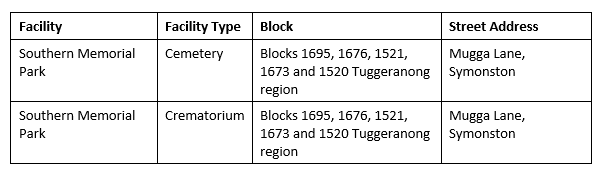 Facility Facility Type Block Street Address
Southern Memorial Park Cemetery Blocks 1695, 1676, 1521, 1673 and 1520 Tuggeranong region Mugga Lane, Symonston
Southern Memorial Park Crematorium Blocks 1695, 1676, 1521, 1673 and 1520 Tuggeranong region Mugga Lane, Symonston